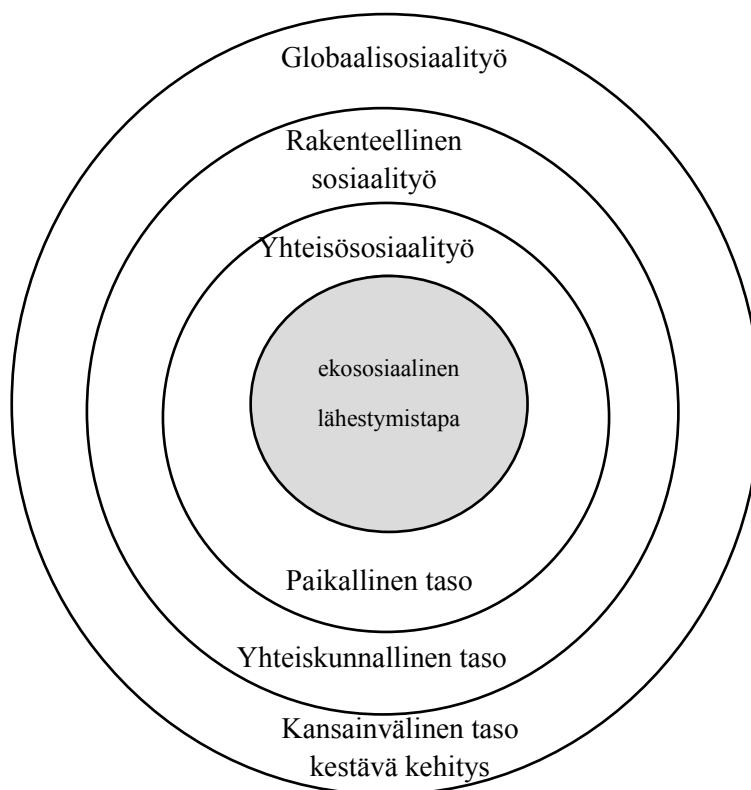 Globaalisosiaalityö
Rakenteellinen
sosiaalityö
Yhteisösosiaalityö
ekososiaalinen
lähestymistapa
Paikallinen taso
Yhteiskunnallinen taso
Kansainvälinen taso
kestävä kehitys